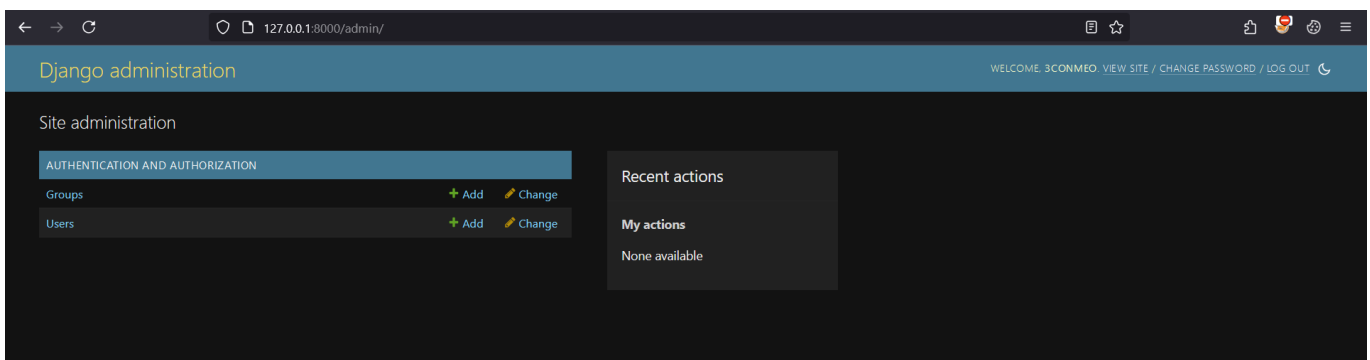 127.0.0.1:8000/admin/
Django administration
WELCOME, 3CONMEO. VIEW SITE / CHANGE PASSWORD / LOG OUT
Site administration
AUTHENTICATION AND AUTHORIZATION
Groups + Add Change
Users + Add Change
Recent actions
My actions
None available